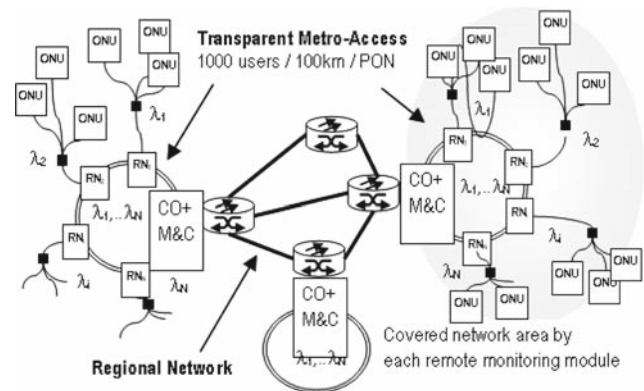 ONU
ONU
ONU
ONU
ONU
ONU
λ1
λ2
RN
RN
RN
RN
λ1,..λN
λi
λN
CO+
M&C
Transparent Metro-Access
1000 users / 100km / PON
CO+
M&C
λ1,..λN
Regional Network
ONU
ONU
ONU
ONU
ONU
λ1
λ2
RN
RN
RN
RN
λ1,..λN
CO+
M&C
λi
λN
ONU
ONU
ONU
ONU
Covered network area by
each remote monitoring module